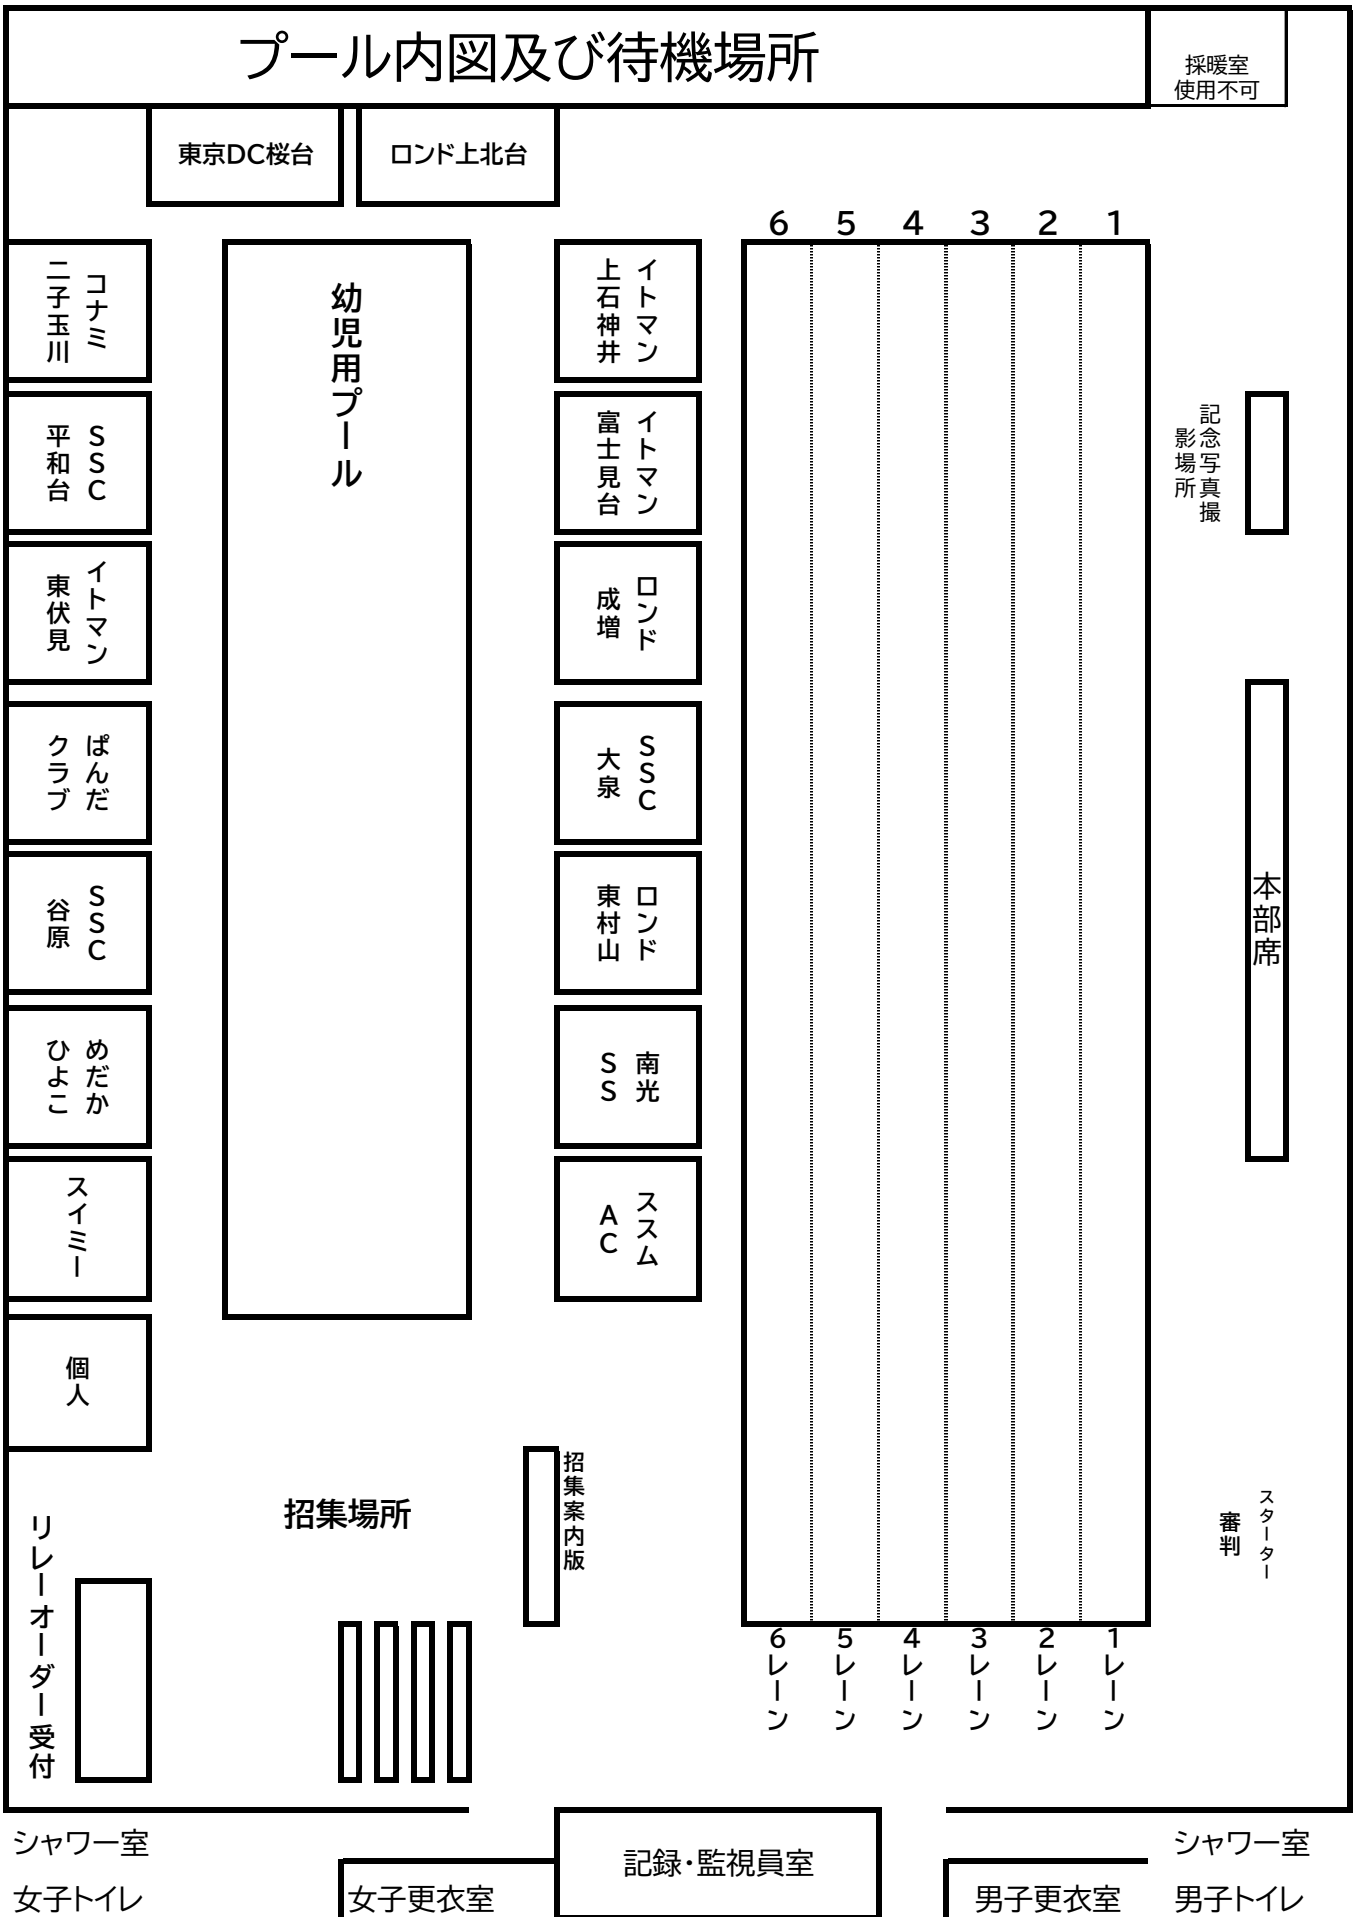 プール内図及び待機場所
採暖室
使用不可
東京DC桜台
ロンド上北台
6 5 4 3 2 1
コナミ
二子玉川
幼児用プール
イトマン
上石神井
SSC
平和台
イトマン
富士見台
記念写真撮
影場所
イトマン
東伏見
ロンド
成増
ぱんだ
クラブ
SSC
大泉
本部席
SSC
谷原
ロンド
東村山
めだか
ひよこ
南光
SS
スイミー
ススム
AC
個人
招集場所
招集案内版
スターター
審判
リレーオーダー受付
6レーン
5レーン
4レーン
3レーン
2レーン
1レーン
シャワー室
女子トイレ
女子更衣室
記録・監視員室
男子更衣室
シャワー室
男子トイレ